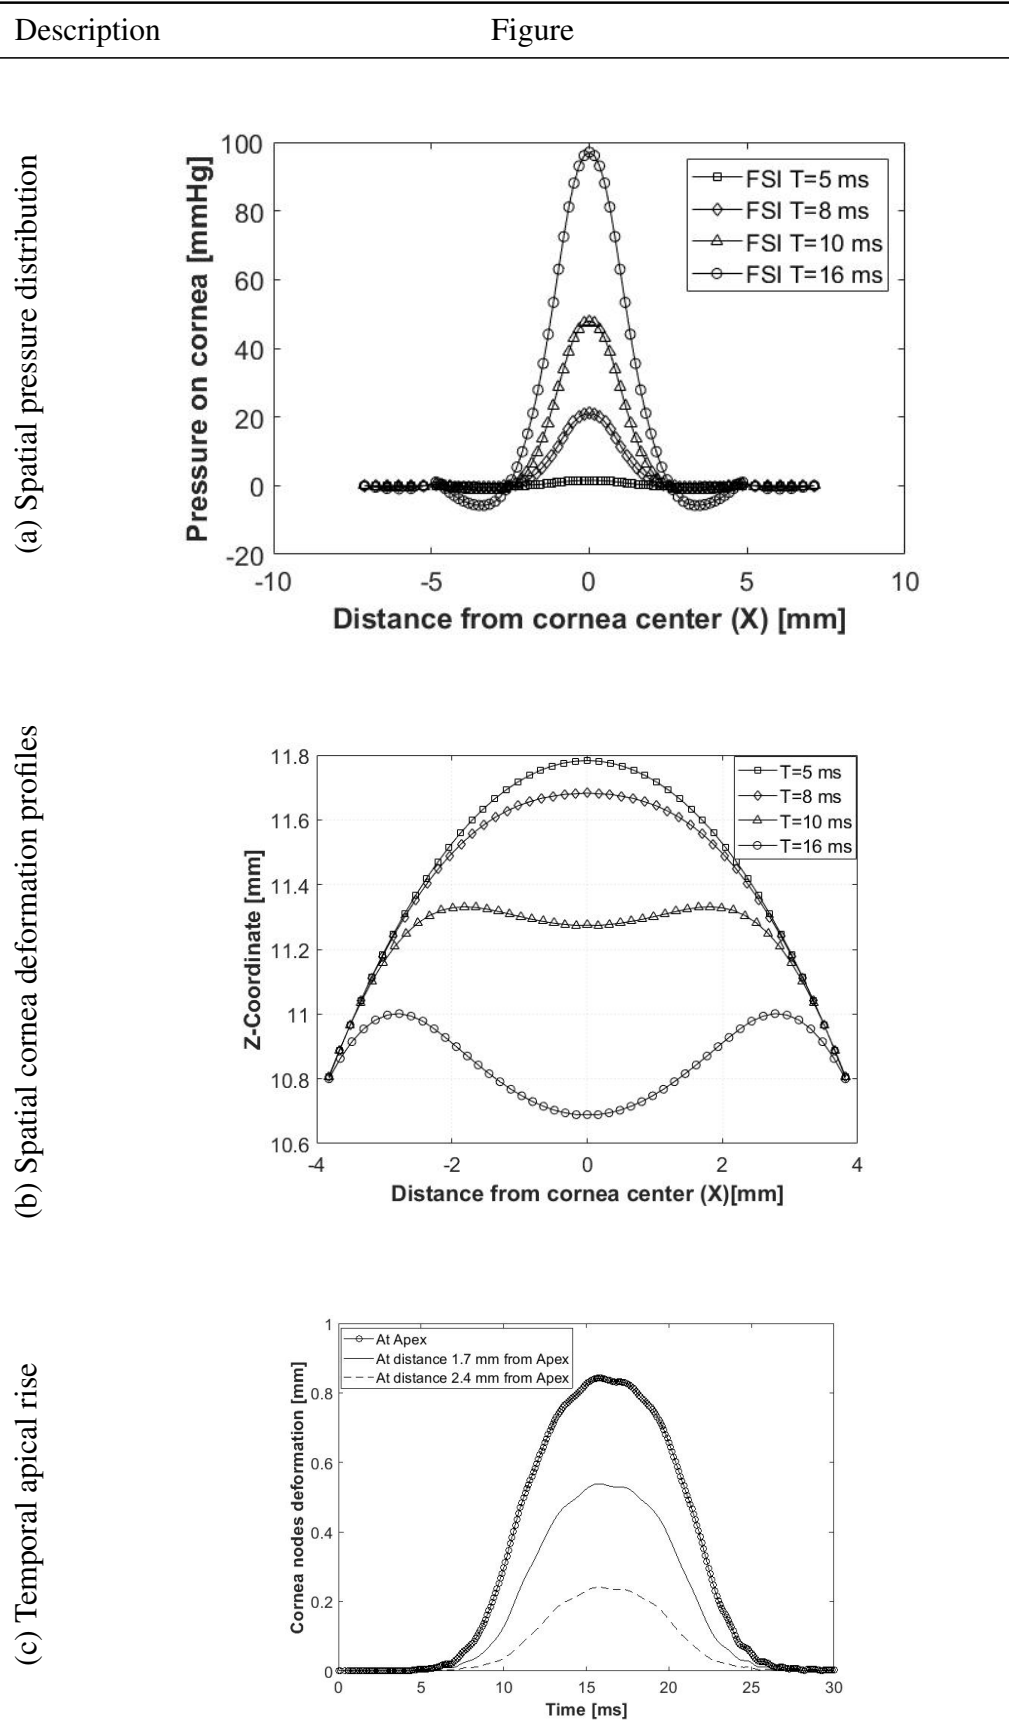 Description Figure
(a) Spatial pressure distribution
Pressure on cornea [mmHg]
100
80
60
40
20
0
-20
-10 -5 0 5 10
Distance from cornea center (X) [mm]
FSI T=5 ms
FSI T=8 ms
FSI T=10 ms
FSI T=16 ms
(b) Spatial cornea deformation profiles
Z-Coordinate [mm]
11.8
11.6
11.4
11.2
11
10.8
10.6
-4 -2 0 2 4
Distance from cornea center (X)[mm]
T=5 ms
T=8 ms
T=10 ms
T=16 ms
(c) Temporal apical rise
Cornea nodes deformation [mm]
1
0.8
0.6
0.4
0.2
0
0 5 10 15 20 25 30
Time [ms]
At Apex
At distance 1.7 mm from Apex
At distance 2.4 mm from Apex